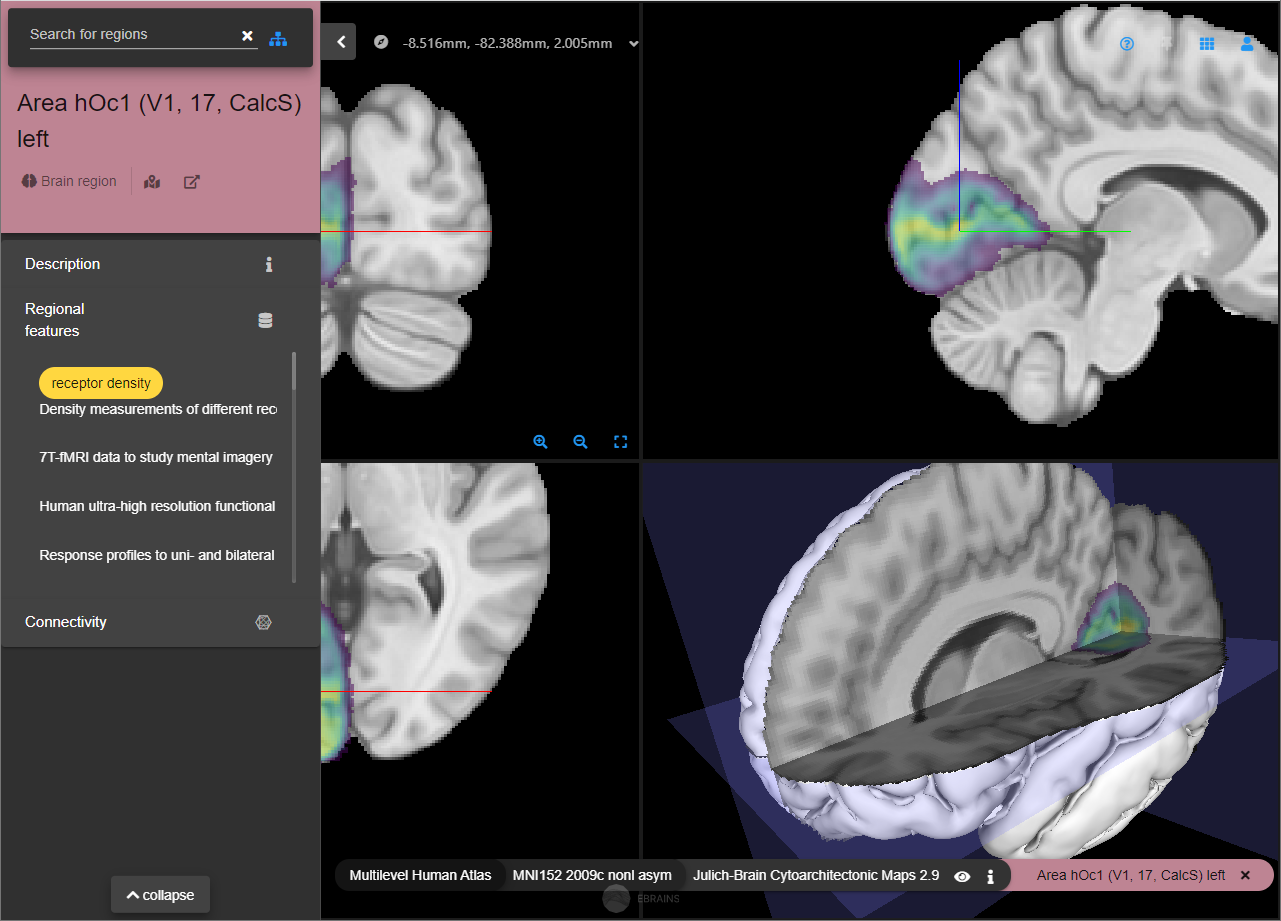 Search for regions
-8.516mm, -82.388mm, 2.005mm
Area hOc1 (V1, 17, CalcS)
left
Brain region
Description
Regional
features
receptor density
Density measurements of different rec
7T-fMRI data to study mental imagery
Human ultra-high resolution functional
Response profiles to uni- and bilateral
Connectivity
collapse
Multilevel Human Atlas
MNI152 2009c nonl asym
Julich-Brain Cytoarchitectonic Maps 2.9
Area hOc1 (V1, 17, CalcS) left
EBRAINS